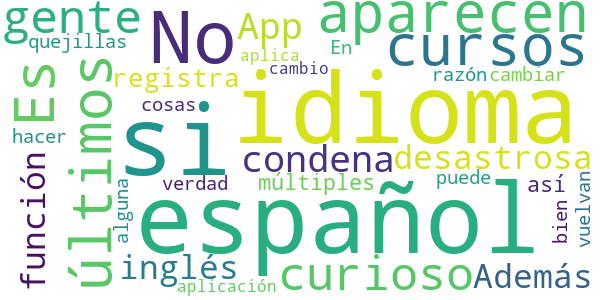 gente
No
App
aparecen
quejillas
aplica
En
cursos
Es
registra
cambio
razón
cambiar
últimos
cosas
idioma
hacer
si
condena
desastrosa
función
alguna
verdad
múltiples
puede
así
bien
vuelvan
español
inglés
aplicación
curioso
Además